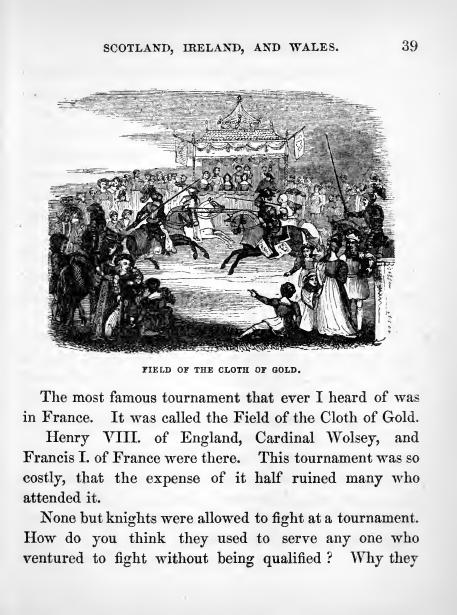 SCOTLAND, IRELAND, AND WALES. 39
FIELD OF THE CLOTH OF GOLD.
The most famous tournament that ever I heard of was
in France. It was called the Field of the Cloth of Gold.
Henry VIII. of England, Cardinal Wolsey, and
Francis I. of France were there. This tournament was so
costly, that the expense of it half ruined many who
attended it.
None but knights were allowed to fight at a tournament.
How do you think they used to serve any one who
ventured to fight without being qualified ? Why they